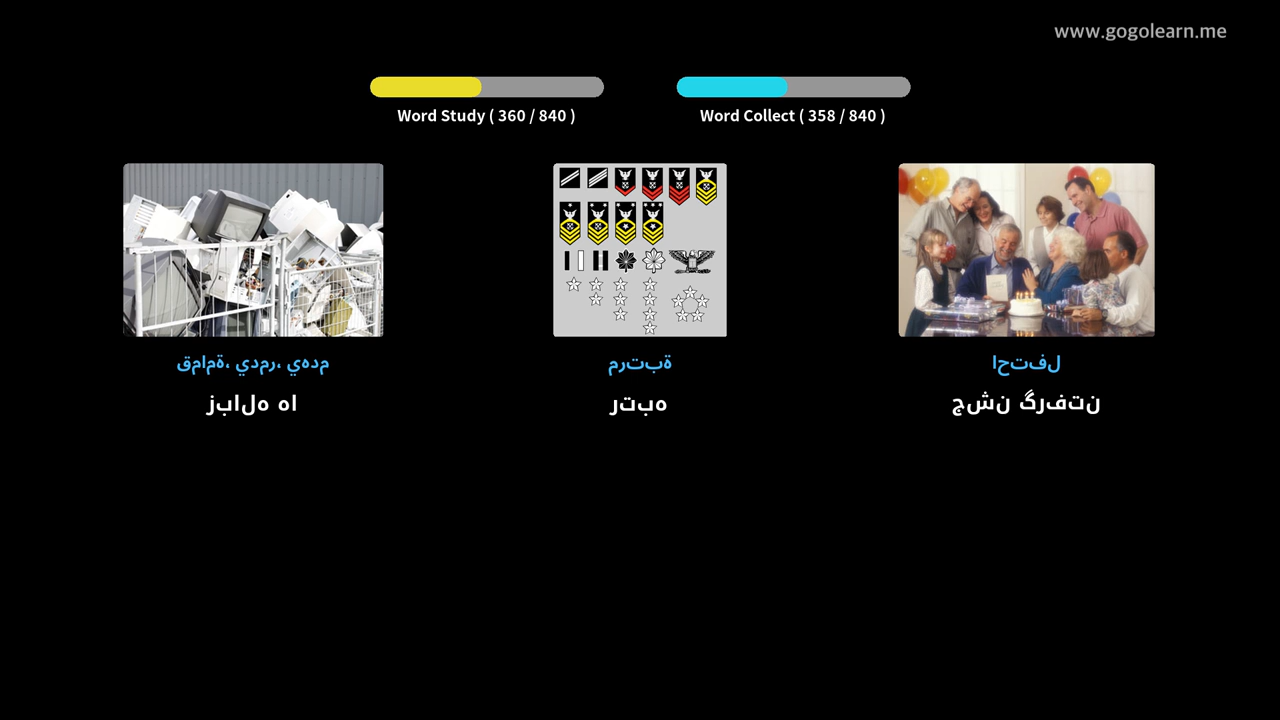 www.gogolearn.me
Word Study ( 360 / 840 )
Word Collect ( 358 / 840 )
قمامة، يدمر، يهدم
زباله ها
مرتبة
رتبه
احتفل
جشن گرفتن